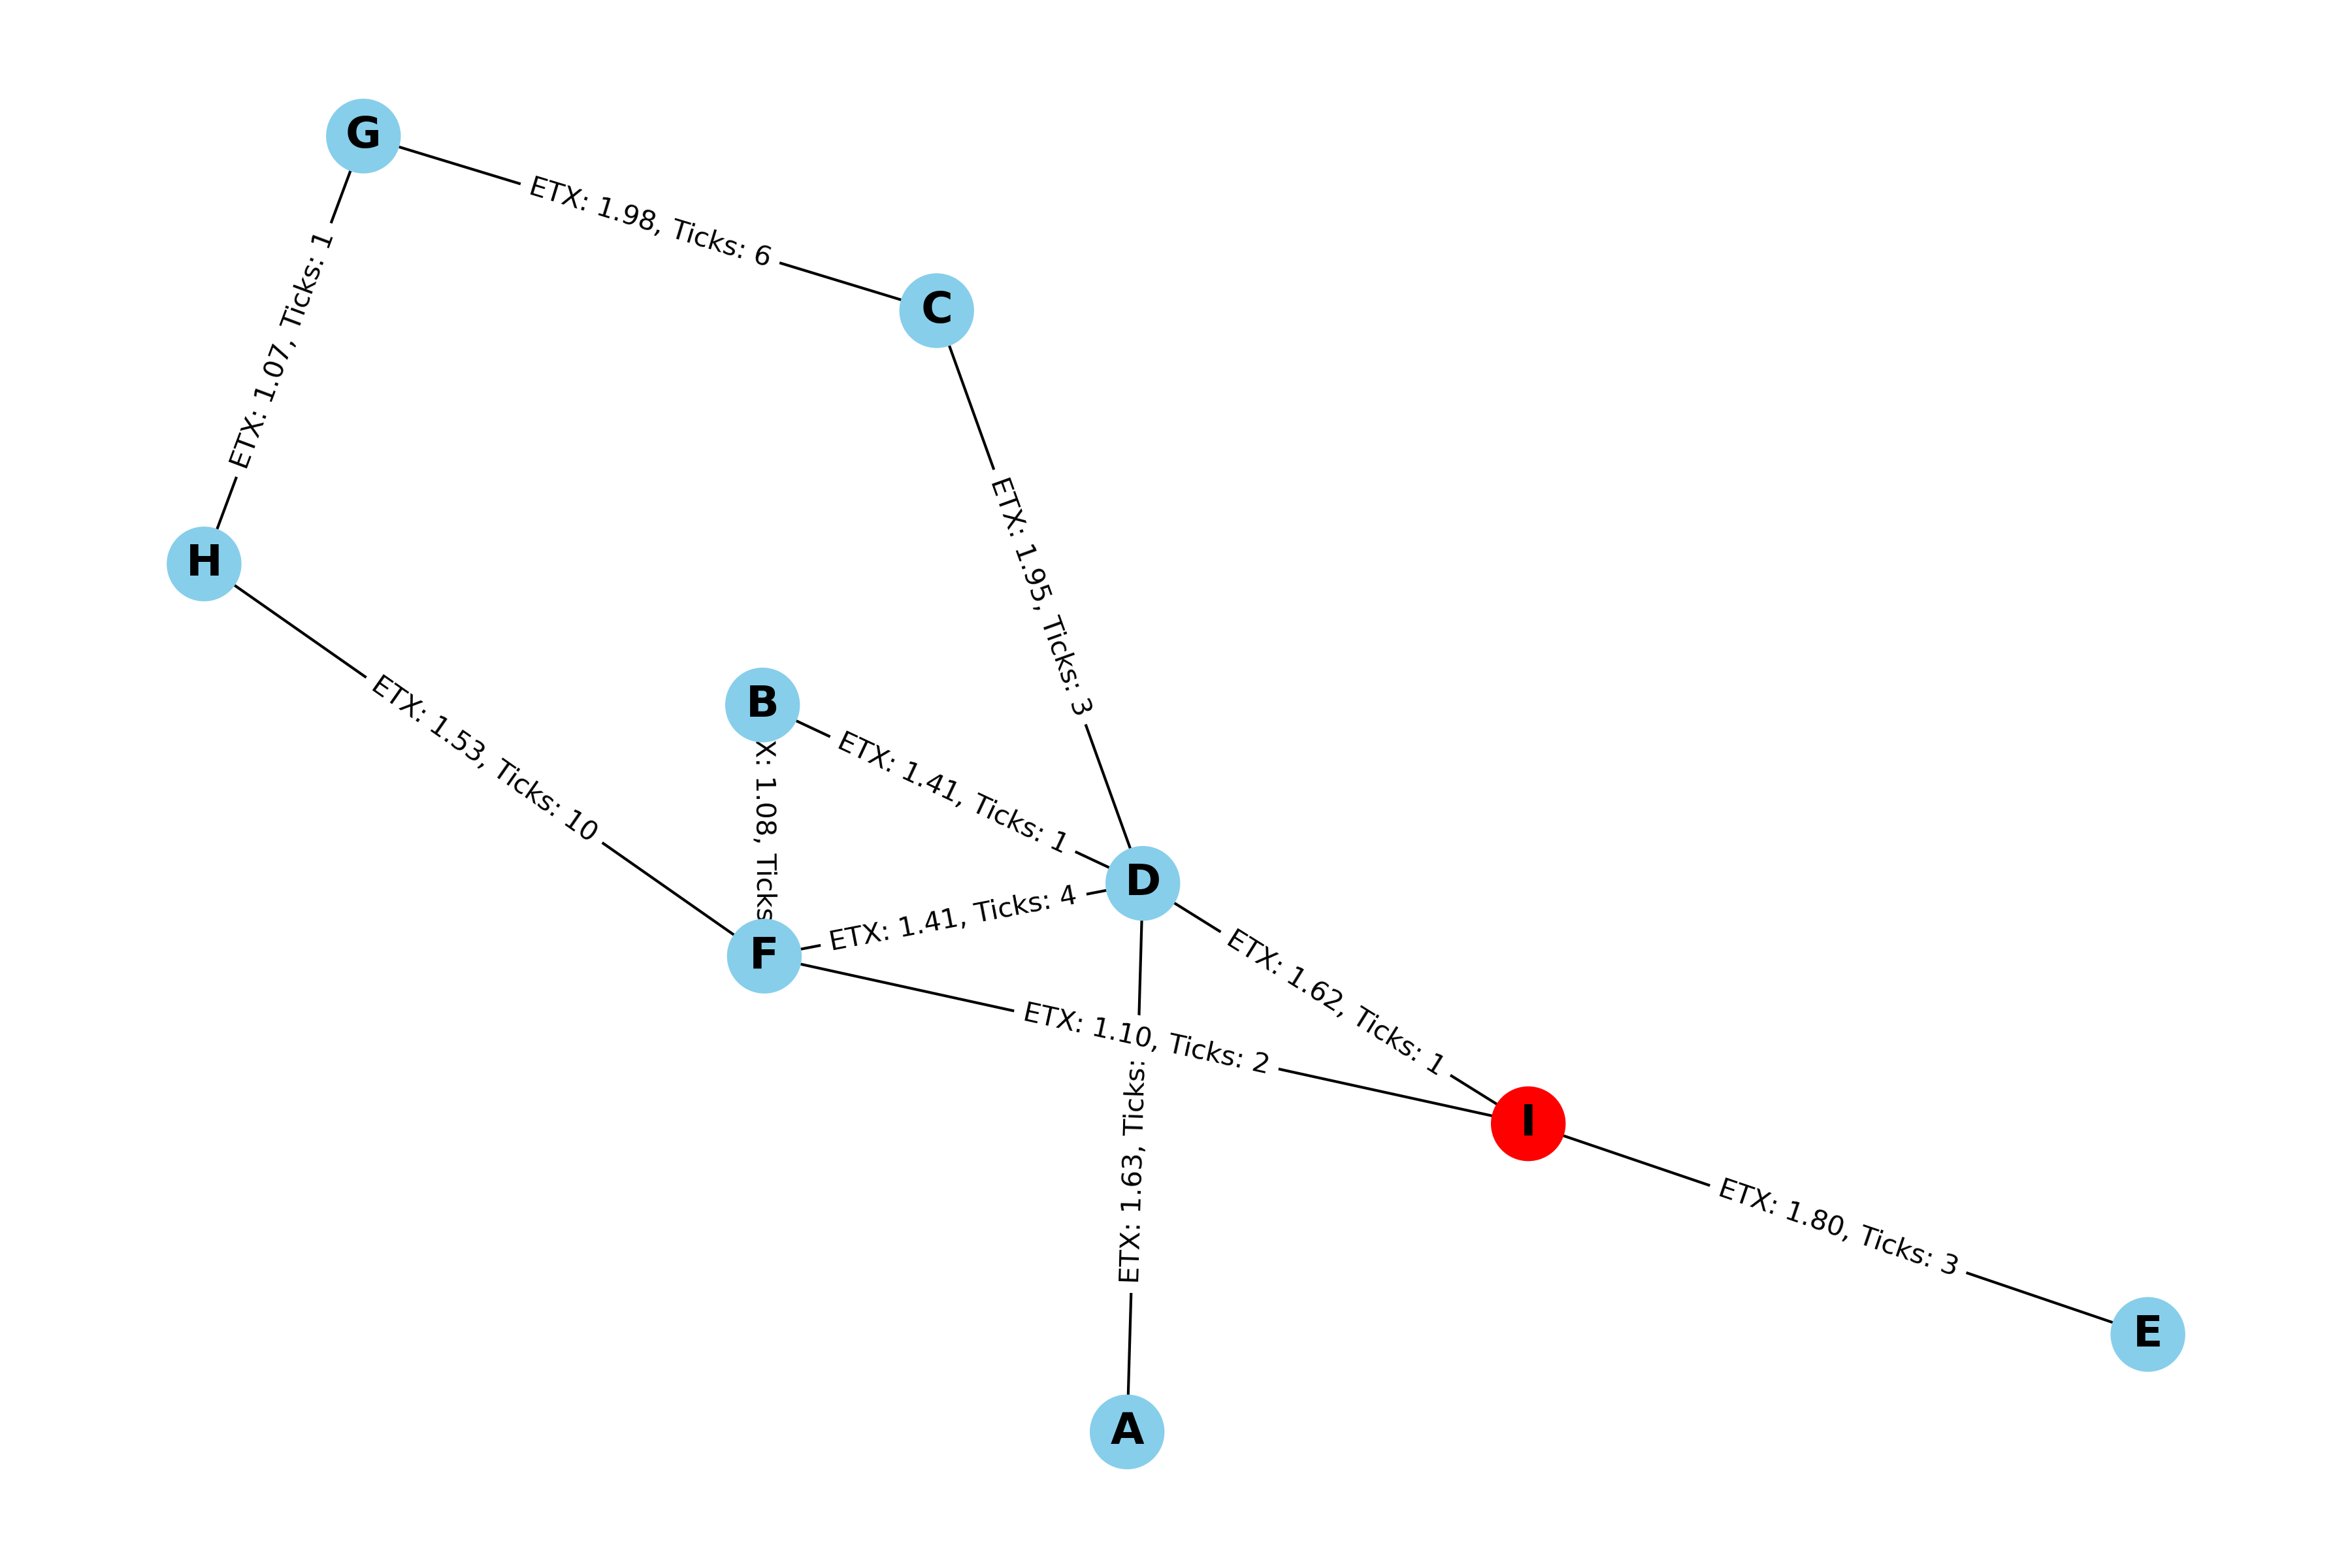 G
ETX: 1.98, Ticks: 6
C
ETX: 1.07, Ticks: 1
ETX: 1.95, Ticks: 3
H
B
ETX: 1.53, Ticks: 10
ETX: 1.41, Ticks: 1
X: 1.08, Ticks
D
ETX: 1.41, Ticks: 4
F
ETX: 1.62, Ticks: 1
ETX: 1.10, Ticks: 2
I
ETX: 1.63, Ticks:
ETX: 1.80, Ticks: 3
E
A